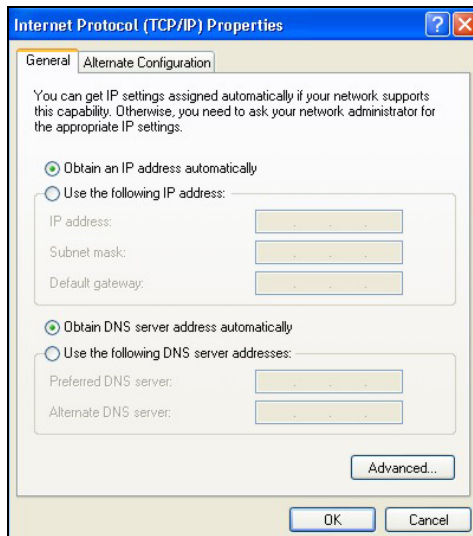 Internet Protocol (TCP/IP) Properties
General
Alternate Configuration
You can get IP settings assigned automatically if your network supports
this capability. Otherwise, you need to ask your network administrator for
the appropriate IP settings.
Obtain an IP address automatically
Use the following IP address:
IP address:
Subnet mask:
Default gateway:
Obtain DNS server address automatically
Use the following DNS server addresses:
Preferred DNS server:
Alternate DNS server:
Advanced...
OK
Cancel